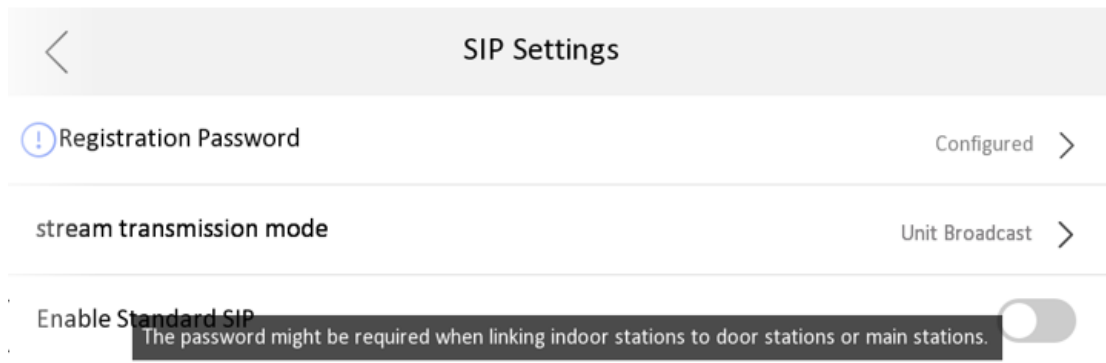 SIP Settings
Registration Password Configured
stream transmission mode Unit Broadcast
Enable Standard SIP
The password might be required when linking indoor stations to door stations or main stations.